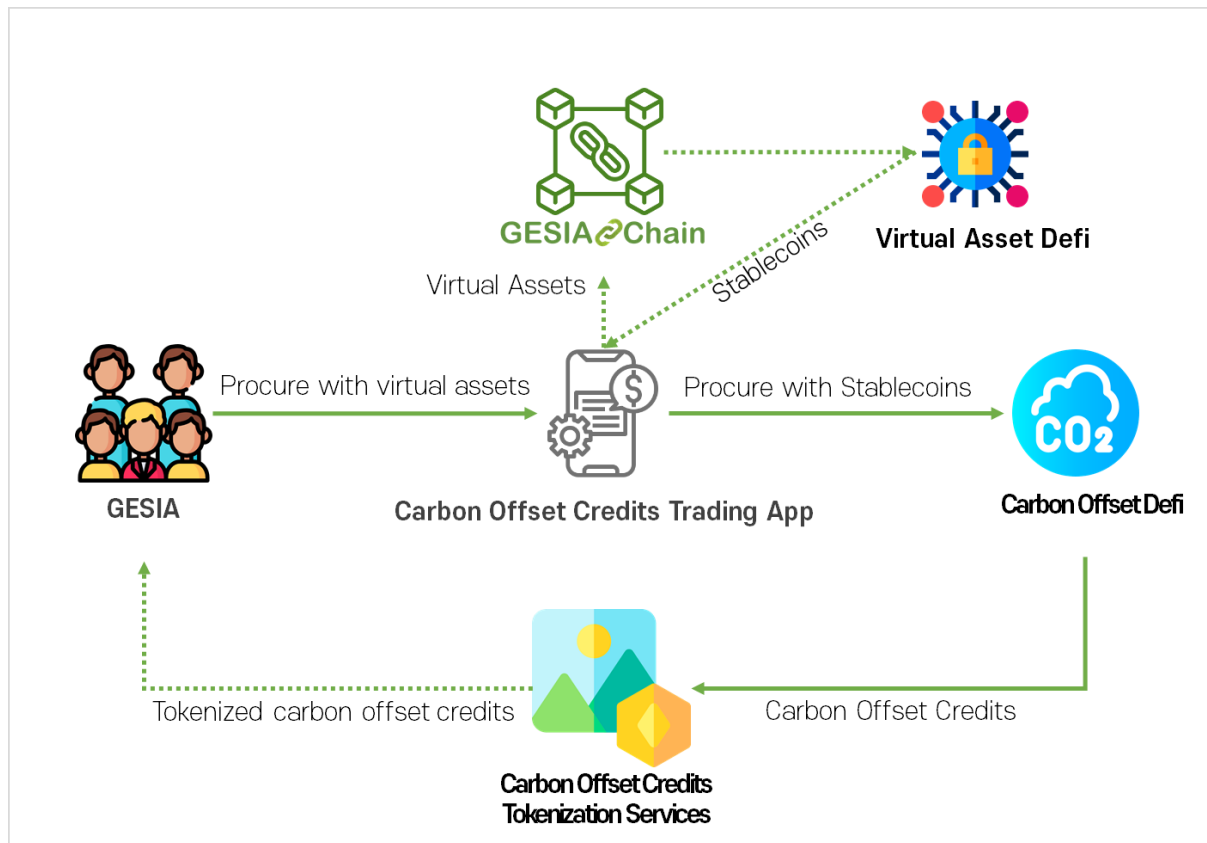 GESIA Chain
Virtual Asset Defi
Stablecoins
Virtual Assets
Procure with virtual assets
Procure with Stablecoins
$
CO2
GESIA
Carbon Offset Credits Trading App
Carbon Offset Defi
Tokenized carbon offset credits
Carbon Offset Credits
Carbon Offset Credits
Tokenization Services